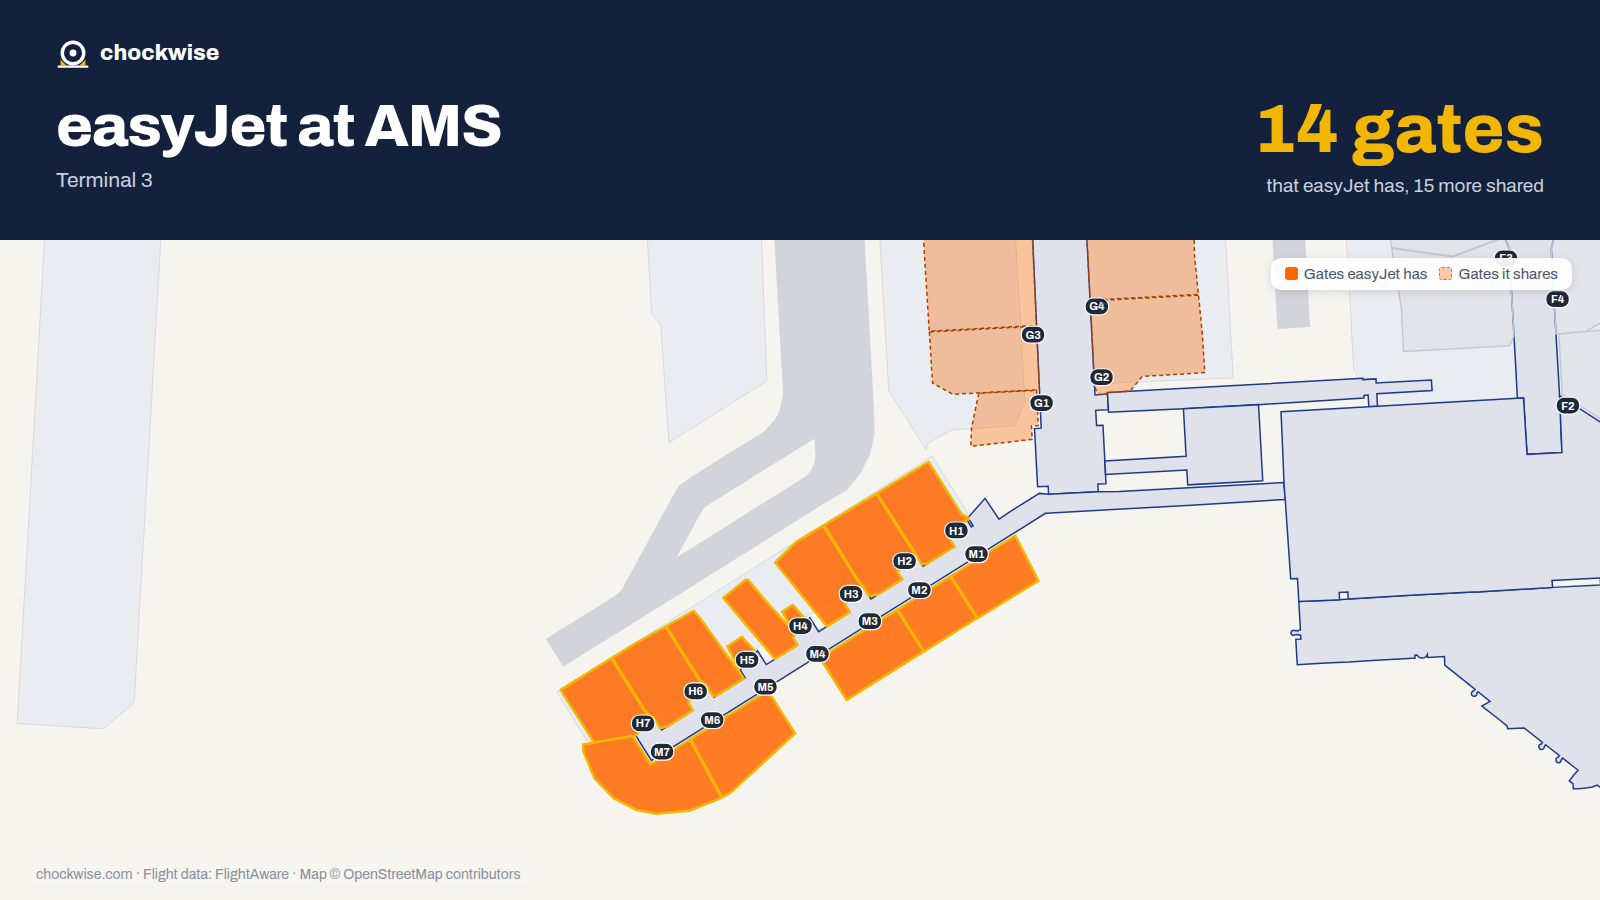 chockwise
easyJet at AMS
Terminal 3
14 gates
that easyJet has, 15 more shared
Gates easyJet has
Gates it shares
F4
G4
G3
G2
G1
F2
H1
M1
H2
M2
H3
M3
H4
M4
H5
M5
H6
M6
H7
M7
chockwise.com · Flight data: FlightAware · Map © OpenStreetMap contributors